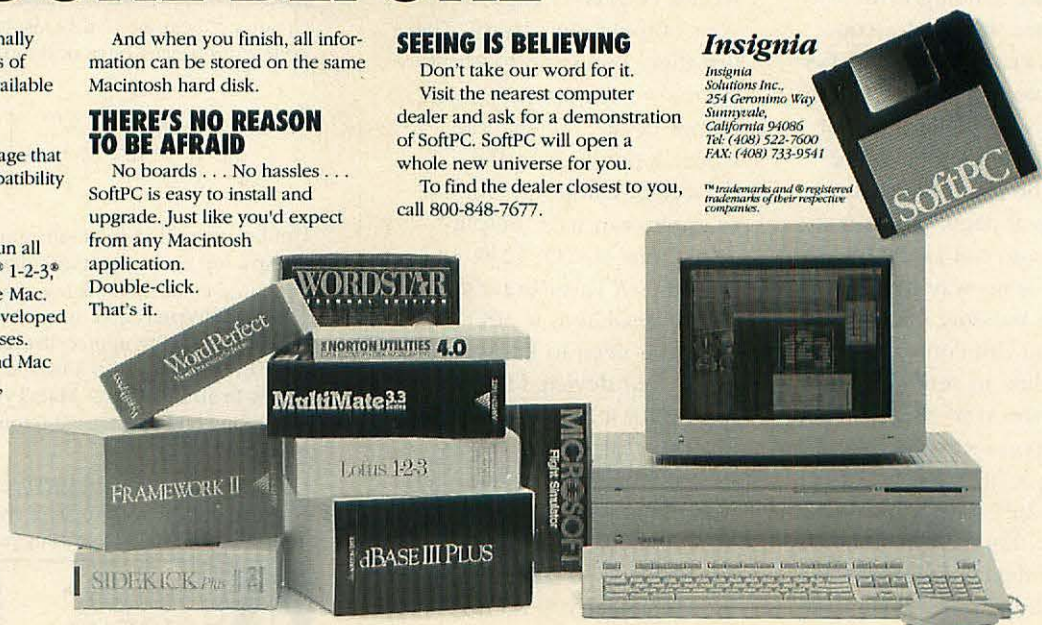 nally
s of
ailable
age that
patibility
un all
® 1-2-3,®
e Mac.
veloped
ses.
nd Mac
And when you finish, all infor-
mation can be stored on the same
Macintosh hard disk.
THERE'S NO REASON
TO BE AFRAID
No boards . . . No hassles . . .
SoftPC is easy to install and
upgrade. Just like you'd expect
from any Macintosh
application.
Double-click.
That's it.
SEEING IS BELIEVING
Don't take our word for it.
Visit the nearest computer
dealer and ask for a demonstration
of SoftPC. SoftPC will open a
whole new universe for you.
To find the dealer closest to you,
call 800-848-7677.
Insignia
Insignia
Solutions Inc.,
254 Geronimo Way
Sunnyvale,
California 94086
Tel: (408) 522-7600
FAX: (408) 733-9541
™ trademarks and ® registered
trademarks of their respective
companies.
SoftPC
WORDSTAR
WordPerfect
NORTON UTILITIES 4.0
MultiMate 3.3
Lotus 1-2-3
FRAMEWORK II
dBASE III PLUS
SIDEKICK Plus
MICROSOFT
Flight Simulator